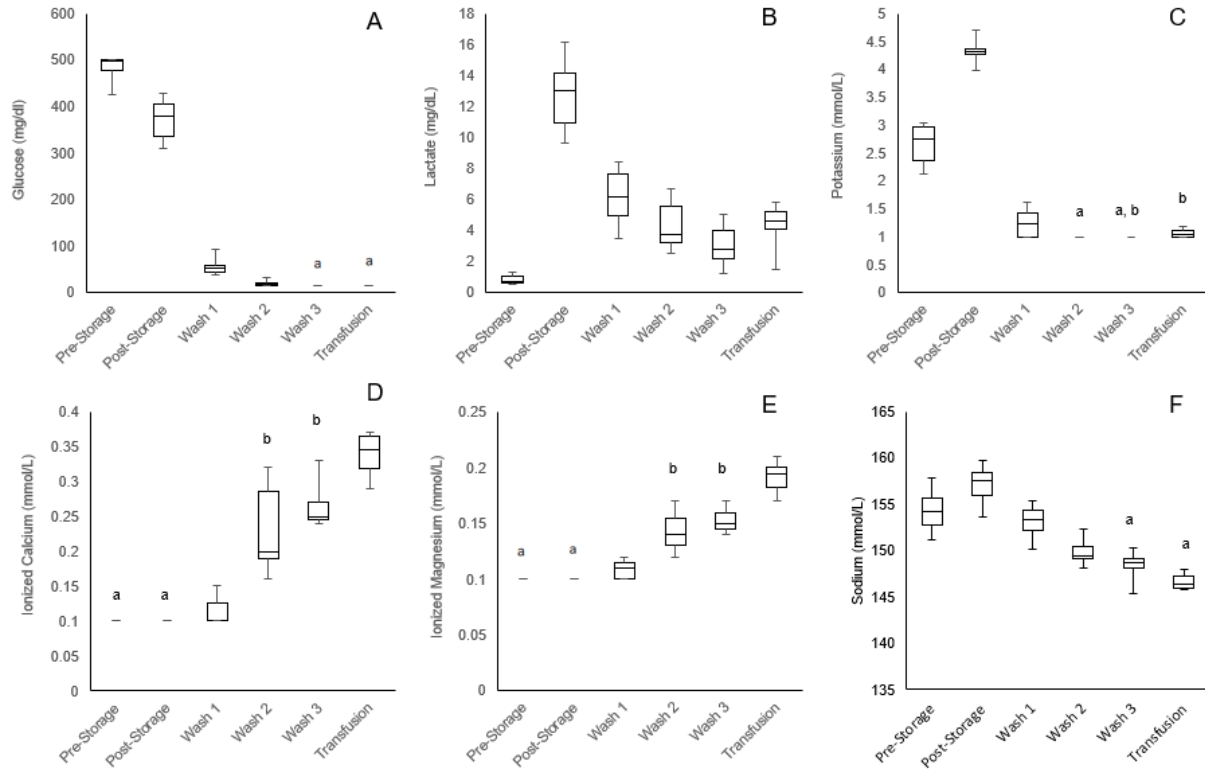 A
Glucose (mg/dl)
600
500
400
300
200
100
0
a
a
Pre-Storage
Post-Storage
Wash 1
Wash 2
Wash 3
Transfusion
B
Lactate (mg/dL)
18
16
14
12
10
8
6
4
2
0
Pre-Storage
Post-Storage
Wash 1
Wash 2
Wash 3
Transfusion
C
Potassium (mmol/L)
5
4.5
4
3.5
3
2.5
2
1.5
1
0.5
0
a
a, b
b
Pre-Storage
Post-Storage
Wash 1
Wash 2
Wash 3
Transfusion
D
Ionized Calcium (mmol/L)
0.4
0.35
0.3
0.25
0.2
0.15
0.1
0.05
0
a
a
b
b
Pre-Storage
Post-Storage
Wash 1
Wash 2
Wash 3
Transfusion
E
Ionized Magnesium (mmol/L)
0.25
0.2
0.15
0.1
0.05
0
a
a
b
b
Pre-Storage
Post-Storage
Wash 1
Wash 2
Wash 3
Transfusion
F
Sodium (mmol/L)
165
160
155
150
145
140
135
a
a
Pre-Storage
Post-Storage
Wash 1
Wash 2
Wash 3
Transfusion